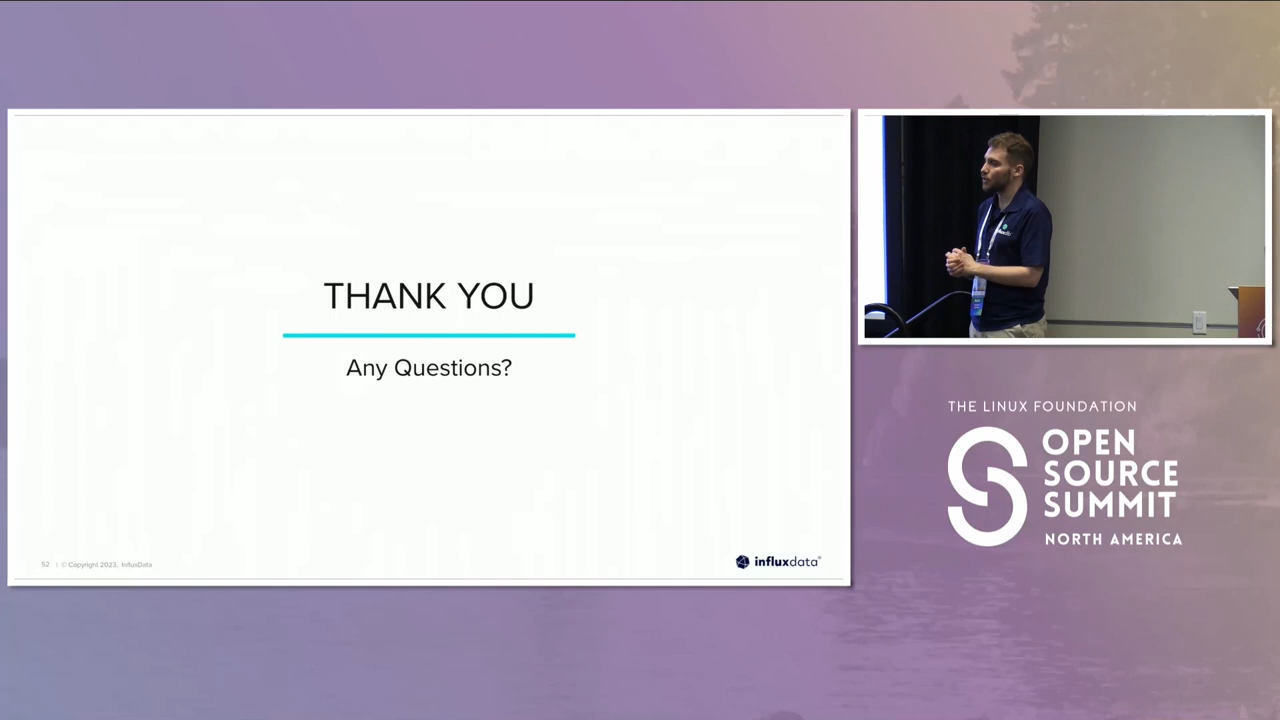 THANK YOU
Any Questions?
52 | © Copyright 2023, InfluxData
influxdata®
THE LINUX FOUNDATION
OPEN
SOURCE
SUMMIT
NORTH AMERICA